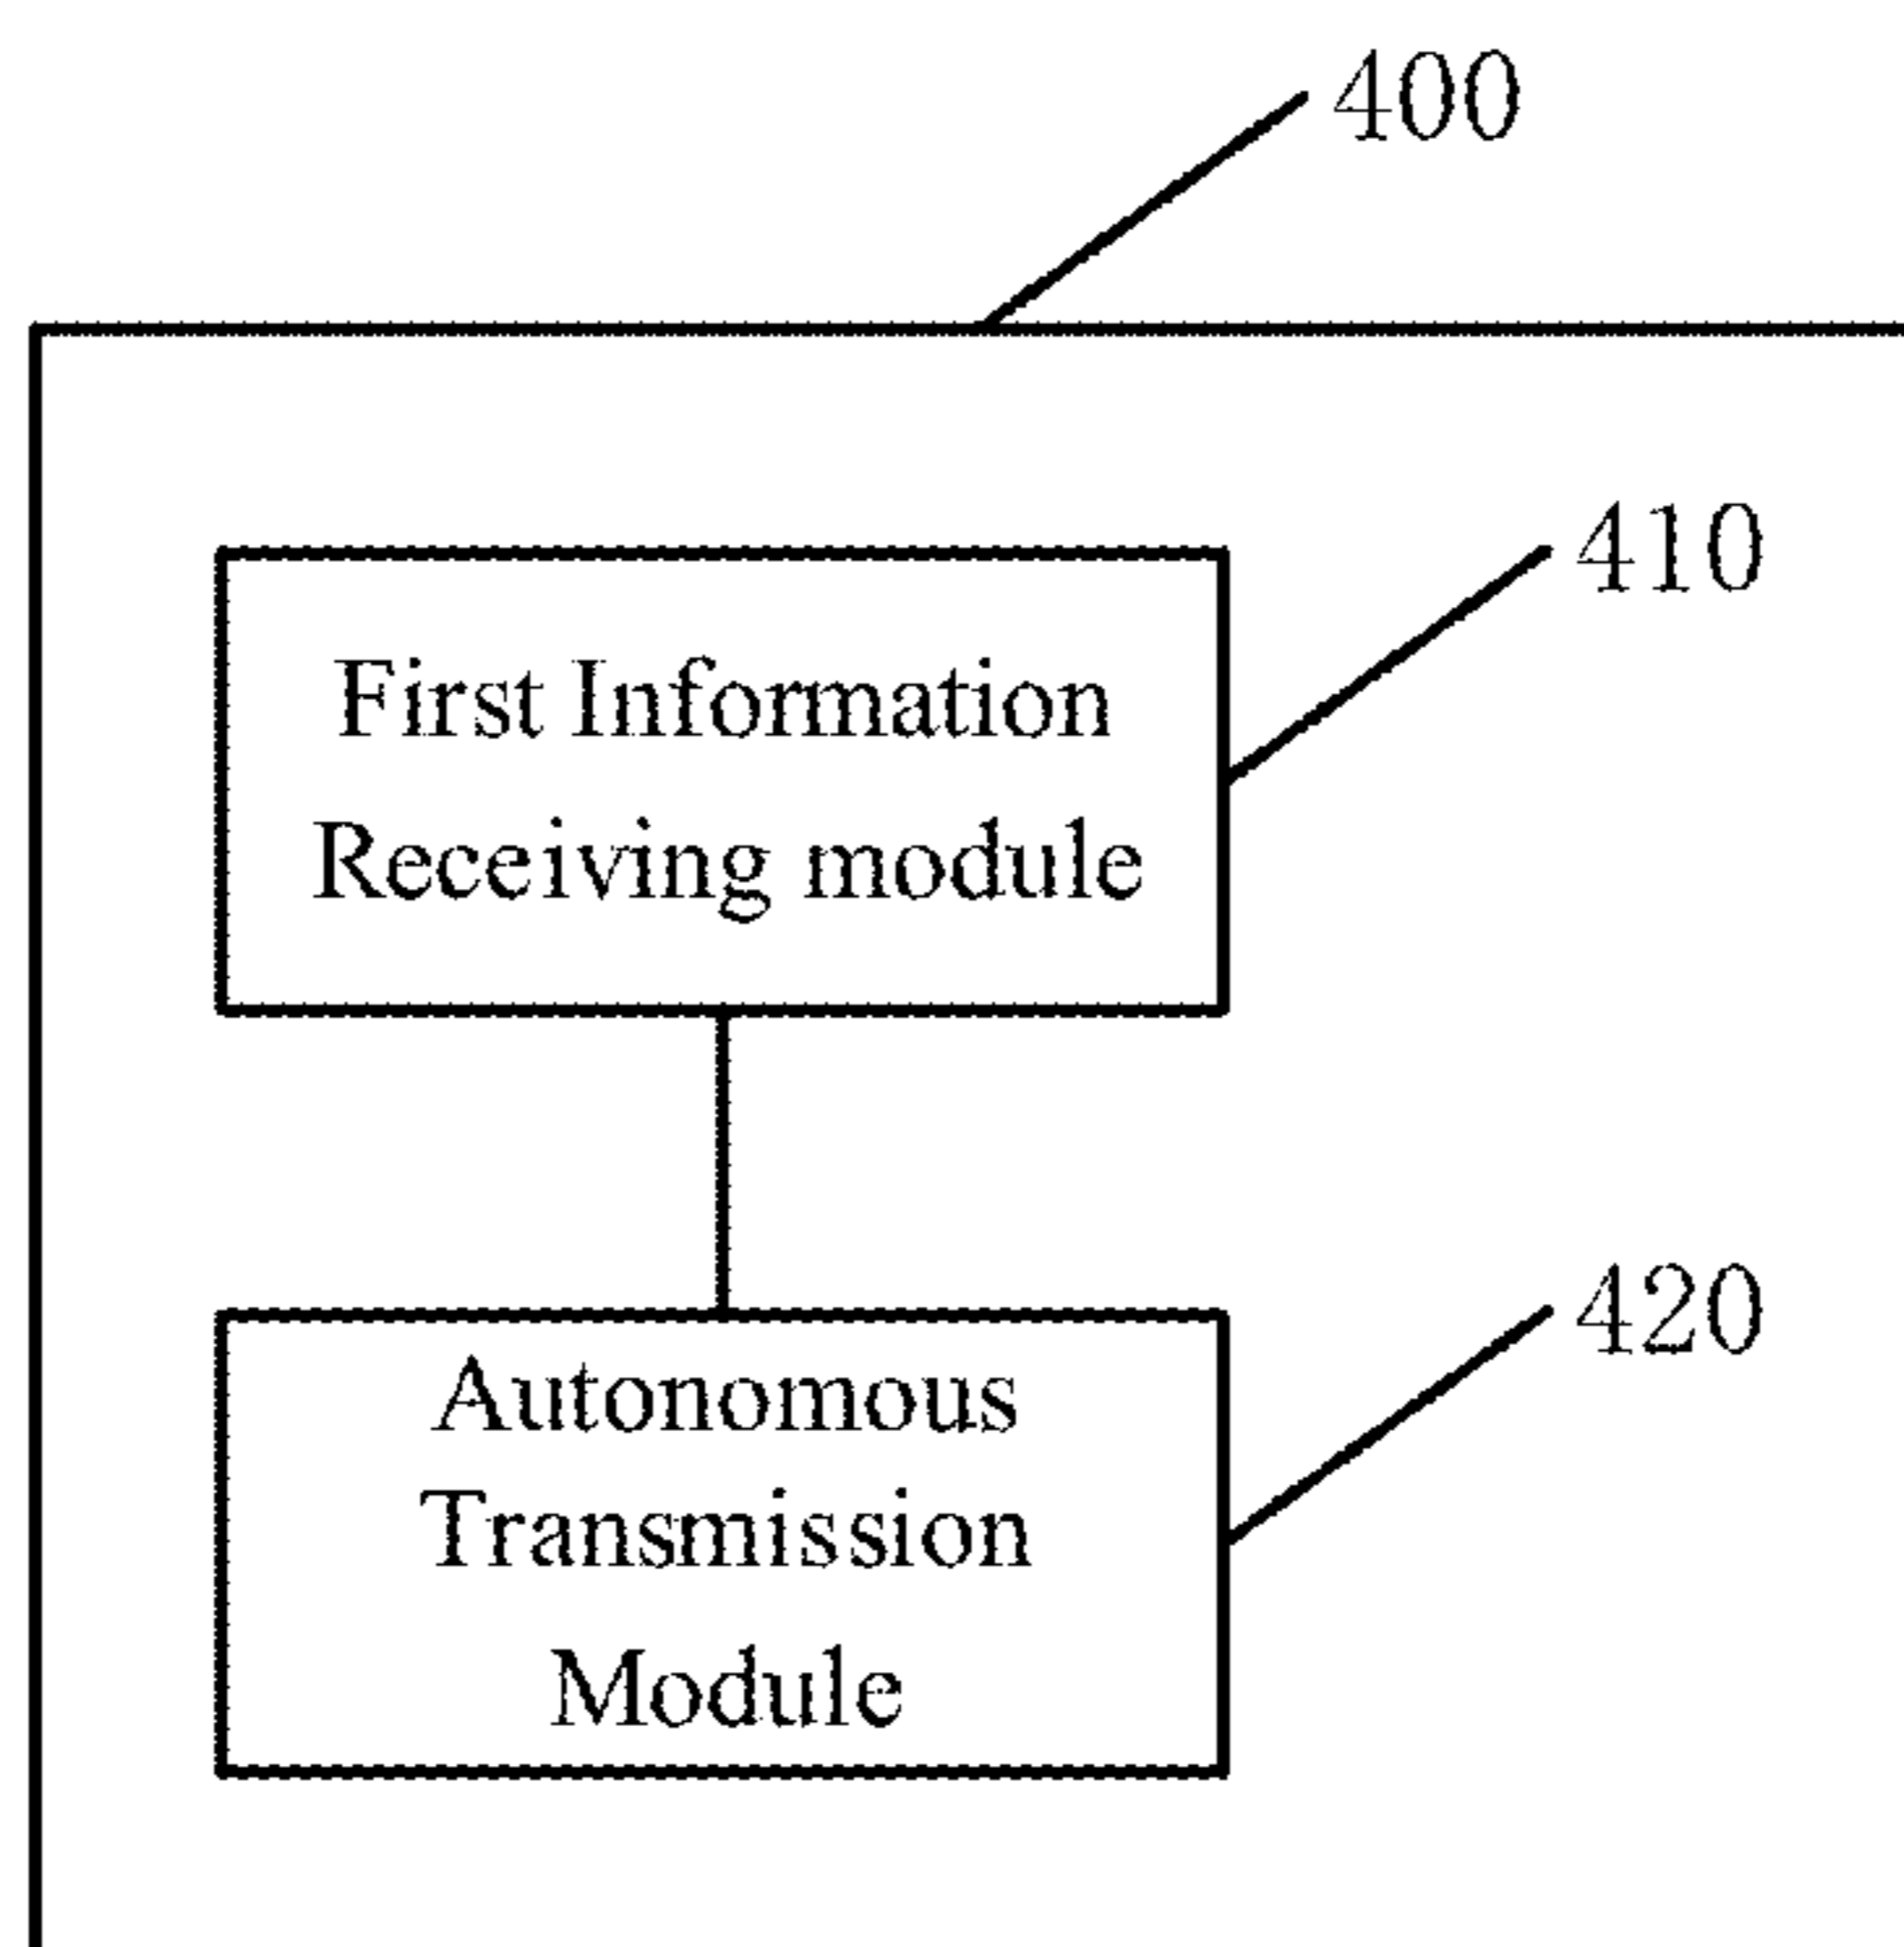 400
410
First Information
Receiving module
420
Autonomous
Transmission
Module